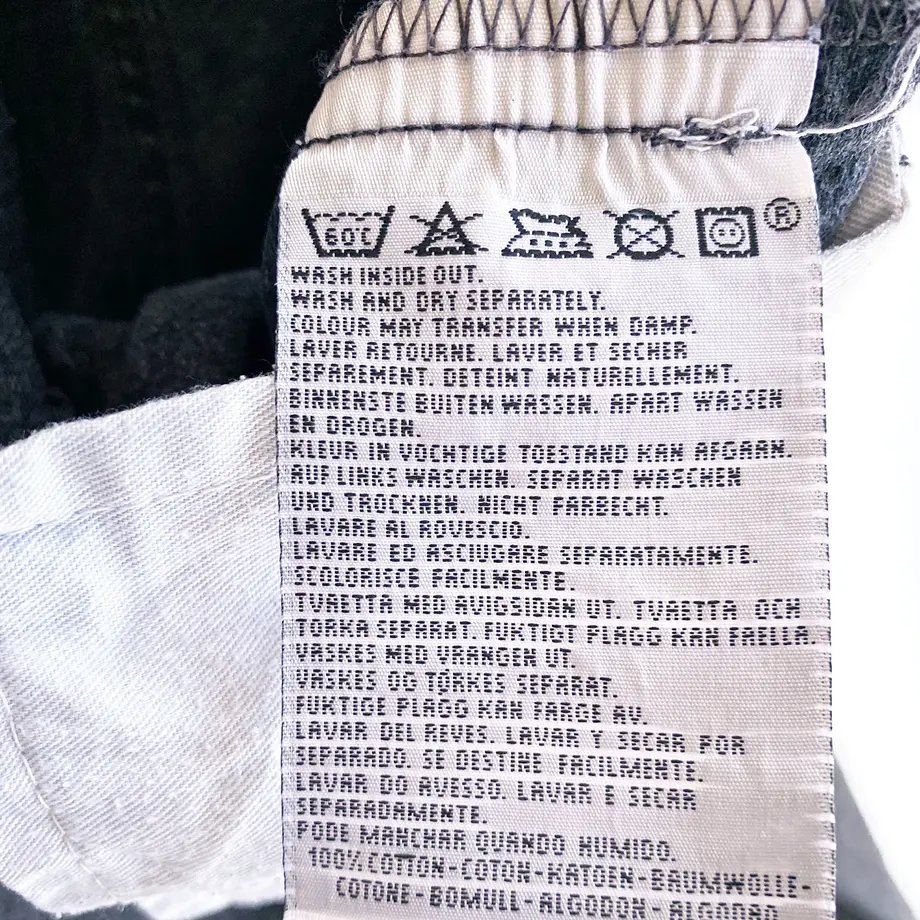 60°C ®
WASH INSIDE OUT.
WASH AND DRY SEPARATELY.
COLOUR MAY TRANSFER WHEN DAMP.
LAVER RETOURNE. LAVER ET SECHER
SEPAREMENT. DETEINT NATURELLEMENT.
BINNENSTE BUITEN WASSEN. APART WASSEN
EN DROGEN.
KLEUR IN VOCHTIGE TOESTAND KAN AFGAAN.
AUF LINKS WASCHEN. SEPARAT WASCHEN
UND TROCKNEN. NICHT FARBECHT.
LAVARE AL ROVESCIO.
LAVARE ED ASCIUGARE SEPARATAMENTE.
SCOLORISCE FACILMENTE.
TVAETTA MED AVIGSIDAN UT. TVAETTA OCH
TORKA SEPARAT. FUKTIGT PLAGG KAN FAELLA.
VASKES MED VRANGEN UT.
VASKES OG TÖRKES SEPARAT.
FUKTIGE PLAGG KAN FARGE AV.
LAVAR DEL REVES. LAVAR Y SECAR POR
SEPARADO. SE DESTINE FACILMENTE.
LAVAR DO AVESSO. LAVAR E SECAR
SEPARADAMENTE.
PODE MANCHAR QUANDO HUMIDO.
100% COTTON-COTON-KATOEN-BAUMWOLLE-
COTONE-BOMULL-ALGODON-ALGODAE